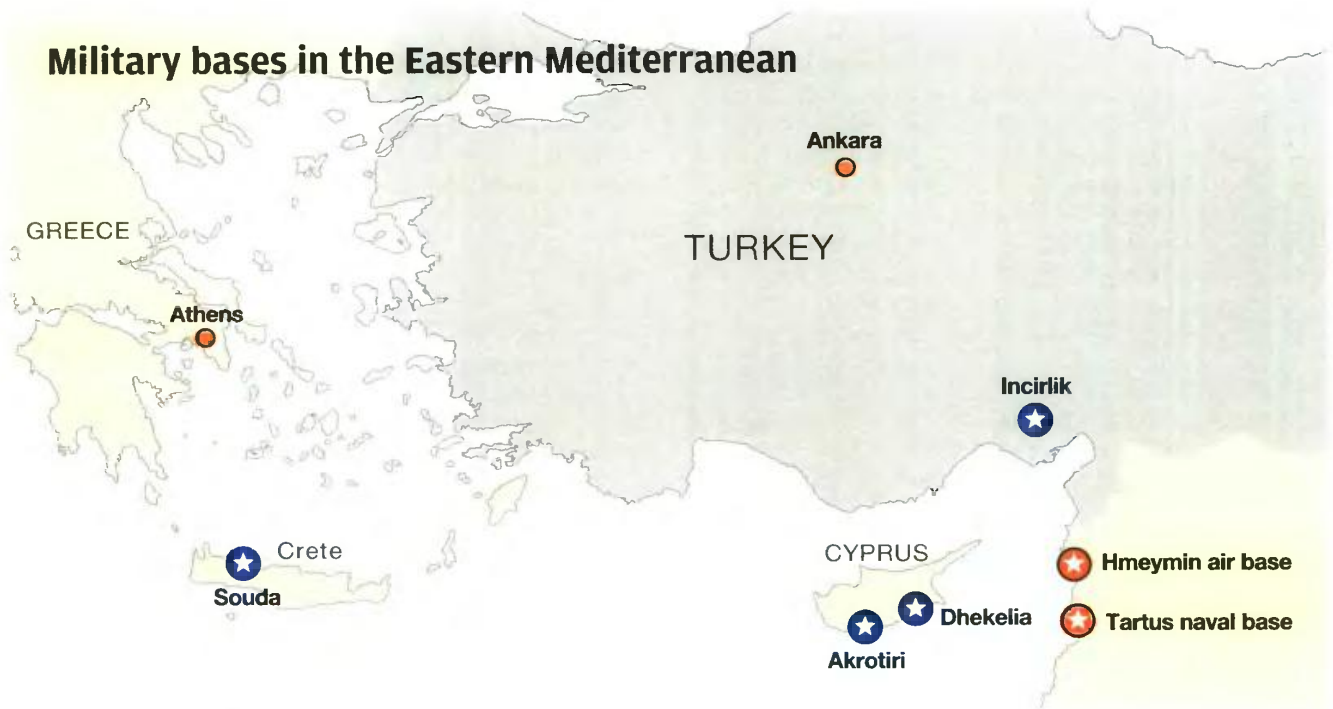 Military bases in the Eastern Mediterranean
Ankara
GREECE
TURKEY
Athens
Incirlik
Crete
CYPRUS
Hmeymin air base
Souda
Dhekelia
Tartus naval base
Akrotiri